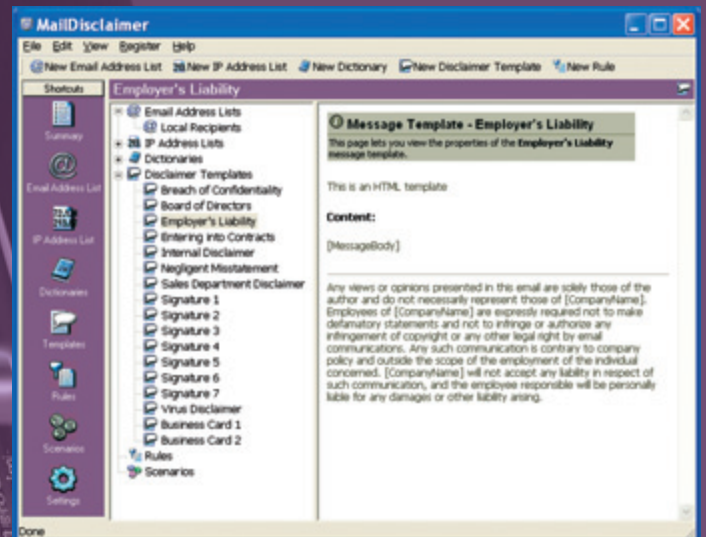 MailDisclaimer
File Edit View Register Help
New Email Address List New IP Address List New Dictionary New Disclaimer Template New Rule
Shortcuts
Employer's Liability
Summary
Email Address List
IP Address List
Dictionaries
Templates
Rules
Scenarios
Settings
Email Address Lists
Local Recipients
IP Address Lists
Dictionaries
Disclaimer Templates
Breach of Confidentiality
Board of Directors
Employer's Liability
Entering into Contracts
Internal Disclaimer
Negligent Misstatement
Sales Department Disclaimer
Signature 1
Signature 2
Signature 3
Signature 4
Signature 5
Signature 6
Signature 7
Virus Disclaimer
Business Card 1
Business Card 2
Rules
Scenarios
Message Template - Employer's Liability
This page lets you view the properties of the Employer's Liability
message template.
This is an HTML template
Content:
[MessageBody]
Any views or opinions presented in this email are solely those of the
author and do not necessarily represent those of [CompanyName].
Employees of [CompanyName] are expressly required not to make
defamatory statements and not to infringe or authorize any
infringement of copyright or any other legal right by email
communications. Any such communication is contrary to company
policy and outside the scope of the employment of the individual
concerned. [CompanyName] will not accept any liability in respect of
such communication, and the employee responsible will be personally
liable for any damages or other liability arising.
Done